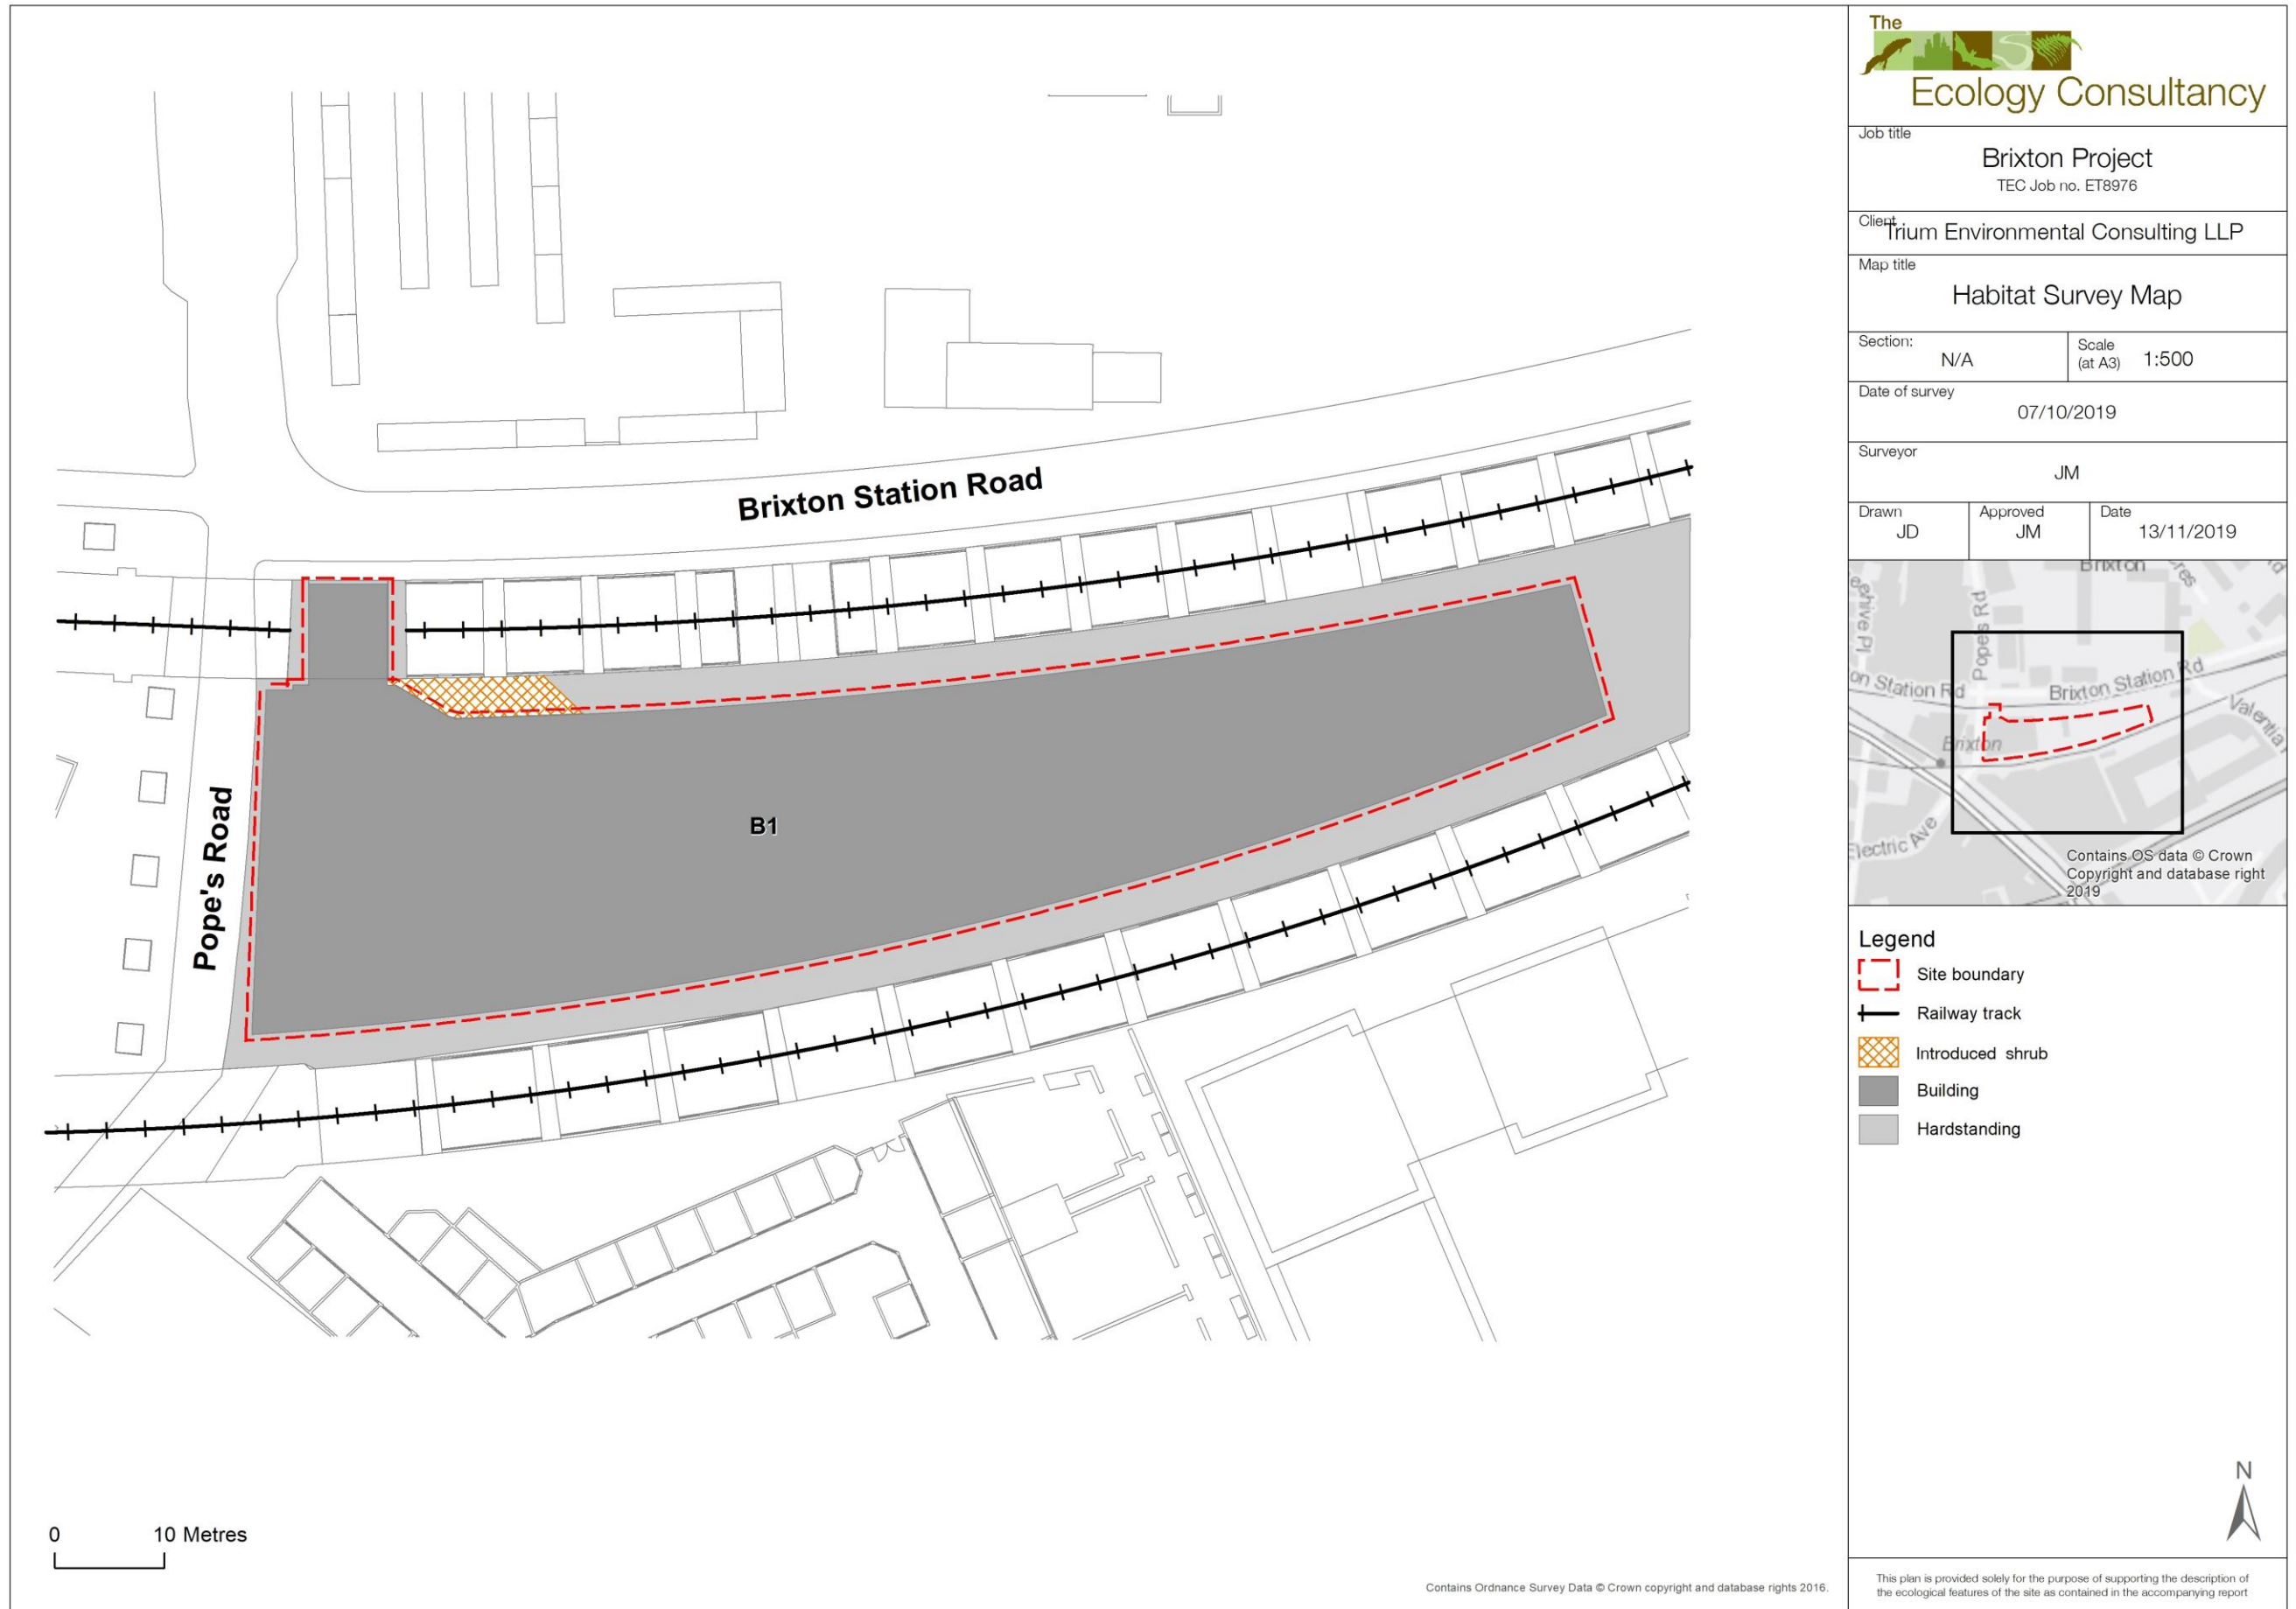 The
Ecology Consultancy
Job title
Brixton Project
TEC Job no. ET8976
Client
Trium Environmental Consulting LLP
Map title
Habitat Survey Map
Section:
N/A
Scale
(at A3) 1:500
Date of survey
07/10/2019
Surveyor
JM
Drawn
JD
Approved
JM
Date
13/11/2019
Brixton
Popes Rd
on Station Rd
Brixton Station Rd
Valentia
Brixton
Electric Ave
Contains OS data © Crown
Copyright and database right
2019
Legend
Site boundary
Railway track
Introduced shrub
Building
Hardstanding
N
This plan is provided solely for the purpose of supporting the description of
the ecological features of the site as contained in the accompanying report
Brixton Station Road
Pope's Road
B1
0 10 Metres
Contains Ordnance Survey Data © Crown copyright and database rights 2016.